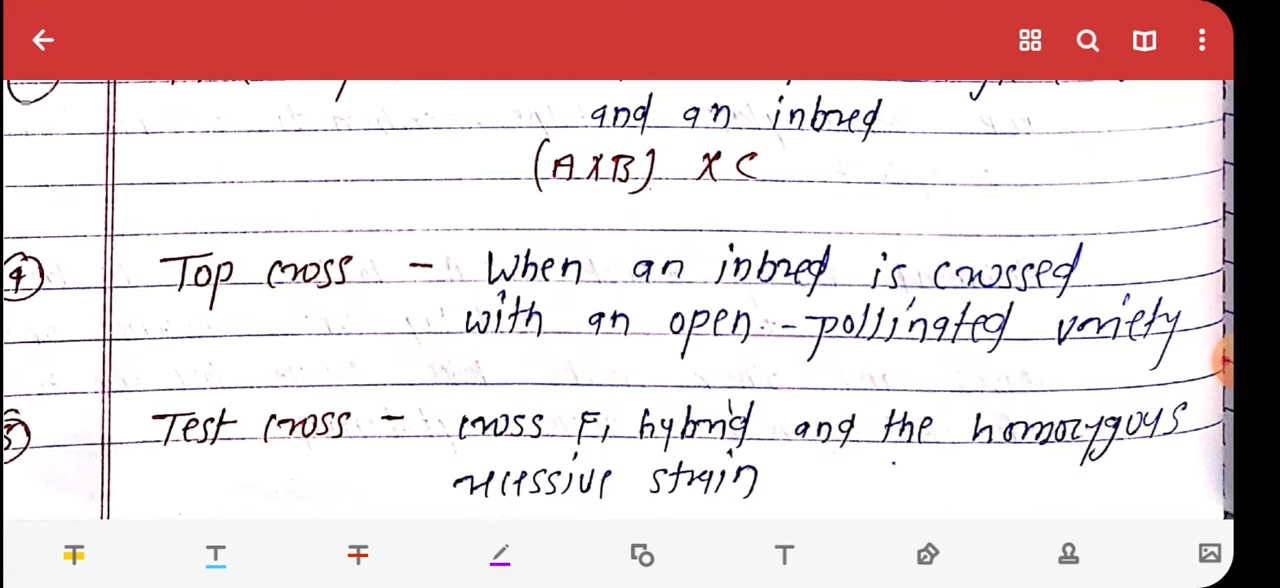 and an inbred
(A X B) X C
④ Top cross - When an inbred is crossed
with an open - pollinated variety
⑤ Test cross - cross F1 hybrid and the homozygous
recessive strain